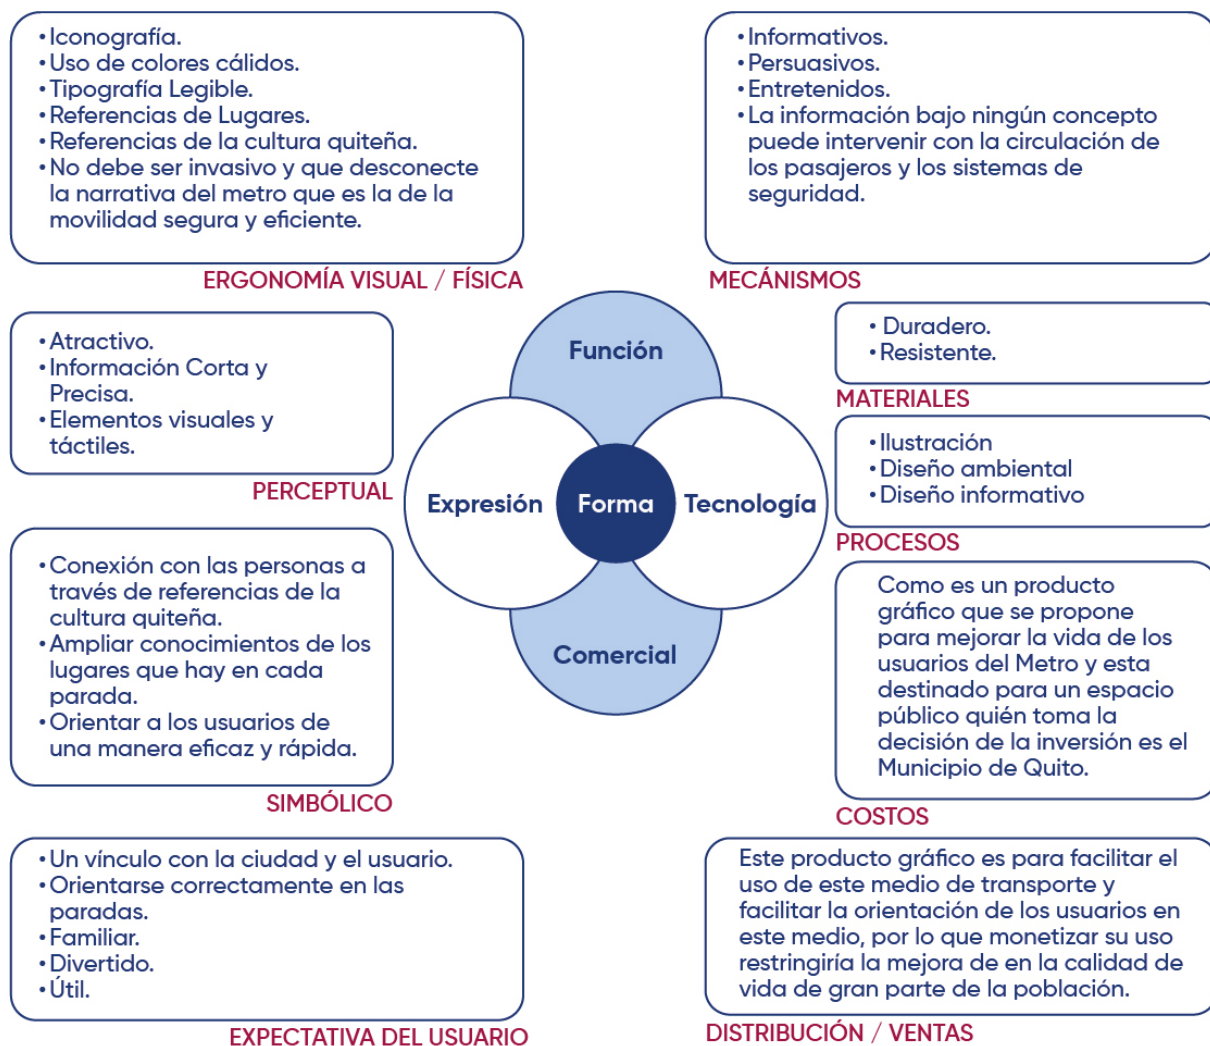 • Iconografía.
• Uso de colores cálidos.
• Tipografía Legible.
• Referencias de Lugares.
• Referencias de la cultura quiteña.
• No debe ser invasivo y que desconecte
la narrativa del metro que es la de la
movilidad segura y eficiente.
ERGONOMÍA VISUAL / FÍSICA
• Informativos.
• Persuasivos.
• Entretenidos.
• La información bajo ningún concepto
puede intervenir con la circulación de
los pasajeros y los sistemas de
seguridad.
MECÁNISMOS
• Atractivo.
• Información Corta y
Precisa.
• Elementos visuales y
táctiles.
PERCEPTUAL
• Conexión con las personas a
través de referencias de la
cultura quiteña.
• Ampliar conocimientos de los
lugares que hay en cada
parada.
• Orientar a los usuarios de
una manera eficaz y rápida.
SIMBÓLICO
Función
Expresión
Forma
Tecnología
Comercial
• Duradero.
• Resistente.
MATERIALES
• Ilustración
• Diseño ambiental
• Diseño informativo
PROCESOS
Como es un producto
gráfico que se propone
para mejorar la vida de los
usuarios del Metro y esta
destinado para un espacio
público quién toma la
decisión de la inversión es el
Municipio de Quito.
COSTOS
• Un vínculo con la ciudad y el usuario.
• Orientarse correctamente en las
paradas.
• Familiar.
• Divertido.
• Útil.
EXPECTATIVA DEL USUARIO
Este producto gráfico es para facilitar el
uso de este medio de transporte y
facilitar la orientación de los usuarios en
este medio, por lo que monetizar su uso
restringiría la mejora de en la calidad de
vida de gran parte de la población.
DISTRIBUCIÓN / VENTAS